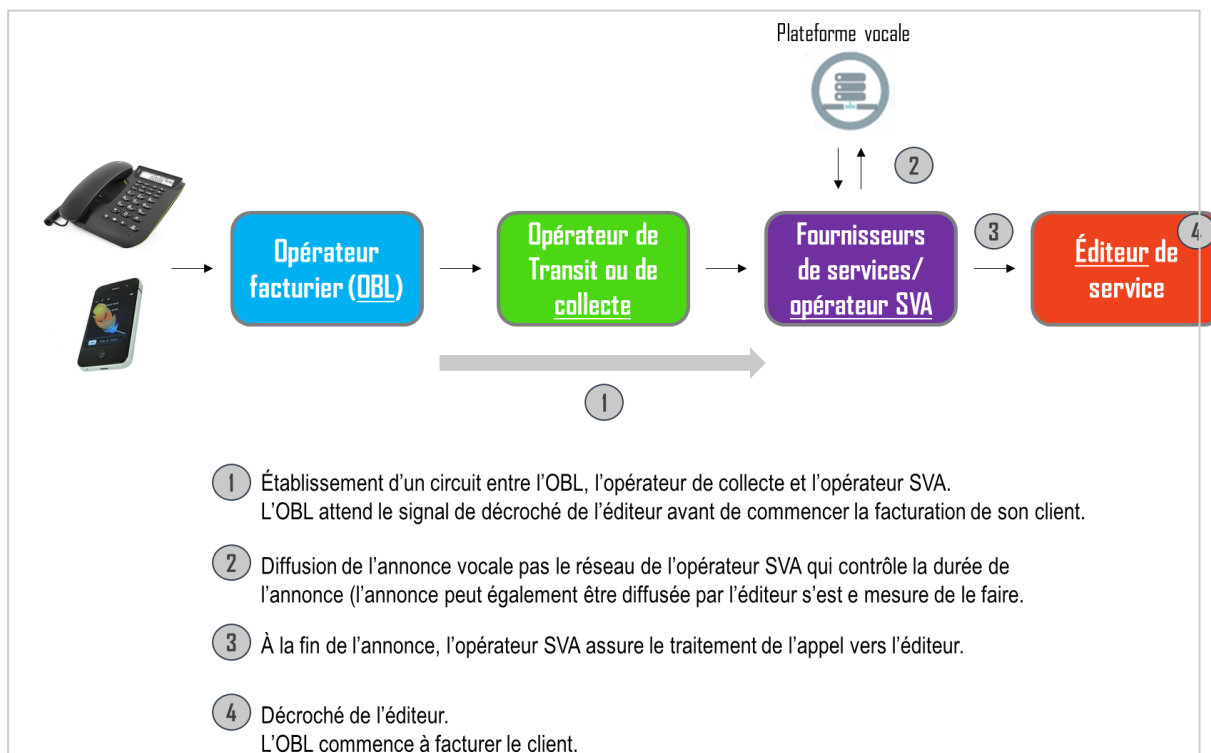 Plateforme vocale
2
Opérateur
facturier (OBL)
Opérateur de
Transit ou de
collecte
Fournisseurs
de services/
opérateur SVA
3
Éditeur de
service
4
1
1 Établissement d’un circuit entre l’OBL, l’opérateur de collecte et l’opérateur SVA.
L’OBL attend le signal de décroché de l’éditeur avant de commencer la facturation de son client.
2 Diffusion de l’annonce vocale pas le réseau de l’opérateur SVA qui contrôle la durée de
l’annonce (l’annonce peut également être diffusée par l’éditeur s’est e mesure de le faire.
3 À la fin de l’annonce, l’opérateur SVA assure le traitement de l’appel vers l’éditeur.
4 Décroché de l’éditeur.
L’OBL commence à facturer le client.